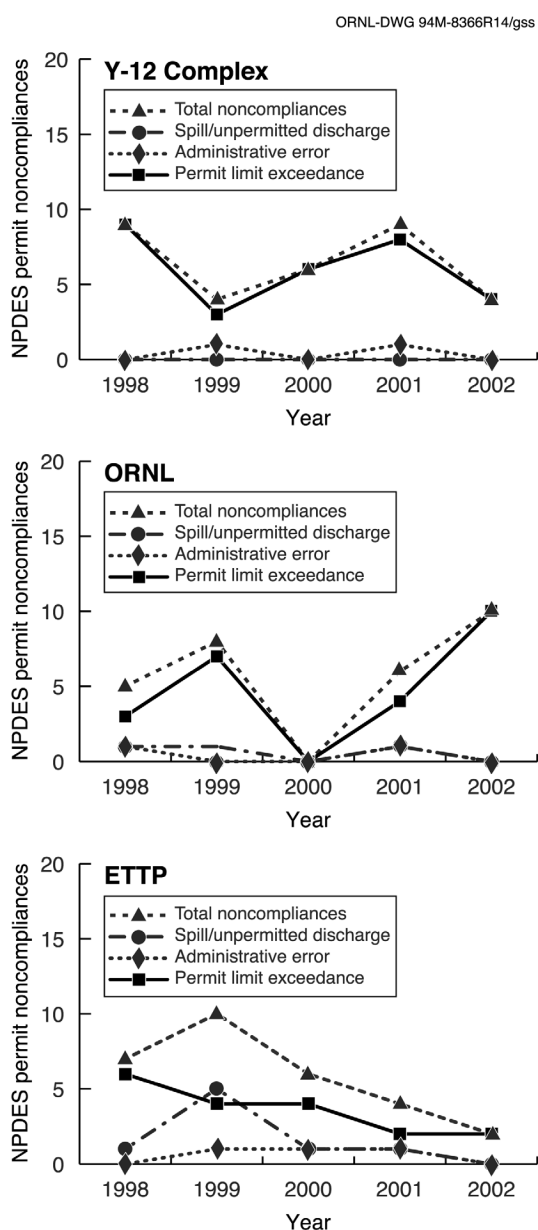 ORNL-DWG 94M-8366R14/gss
Y-12 Complex
Total noncompliances
Spill/unpermitted discharge
Administrative error
Permit limit exceedance
NPDES permit noncompliances
20
15
10
5
0
1998 1999 2000 2001 2002
Year
ORNL
Total noncompliances
Spill/unpermitted discharge
Administrative error
Permit limit exceedance
NPDES permit noncompliances
20
15
10
5
0
1998 1999 2000 2001 2002
Year
ETTP
Total noncompliances
Spill/unpermitted discharge
Administrative error
Permit limit exceedance
NPDES permit noncompliances
20
15
10
5
0
1998 1999 2000 2001 2002
Year